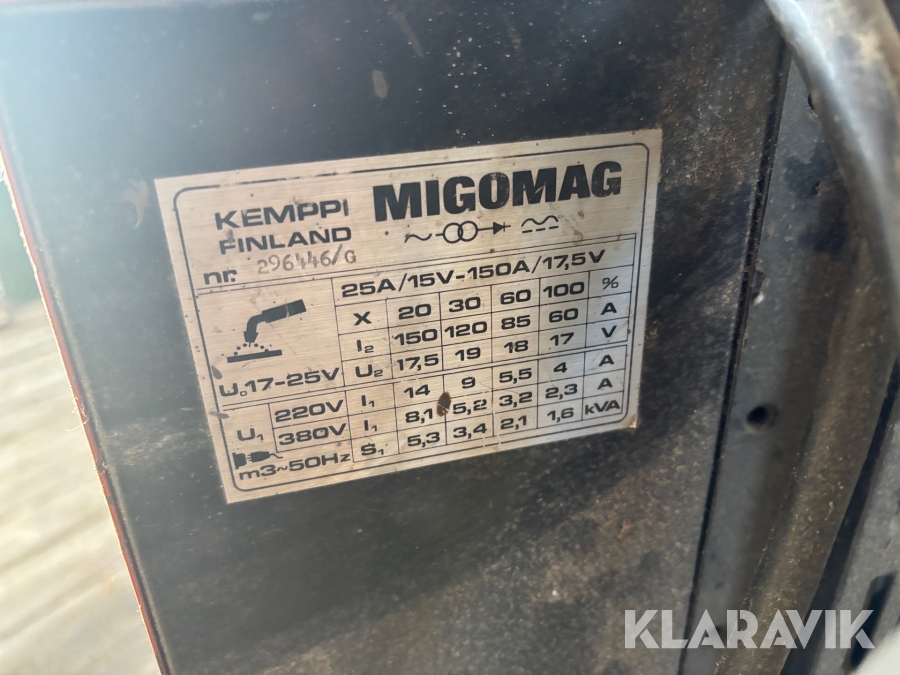 KEMPPI MIGOMAG
FINLAND
nr. 296446/G
25A/15V-150A/17,5V
X 20 30 60 100 %
I₂ 150 120 85 60 A
U₀17-25V U₂ 17,5 19 18 17 V
U₁ 220V I₁ 14 9 5,5 4 A
380V I₁ 8,1 5,2 3,2 2,3 A
m3~50Hz S₁ 5,3 3,4 2,1 1,6 kVA
KLARAVIK